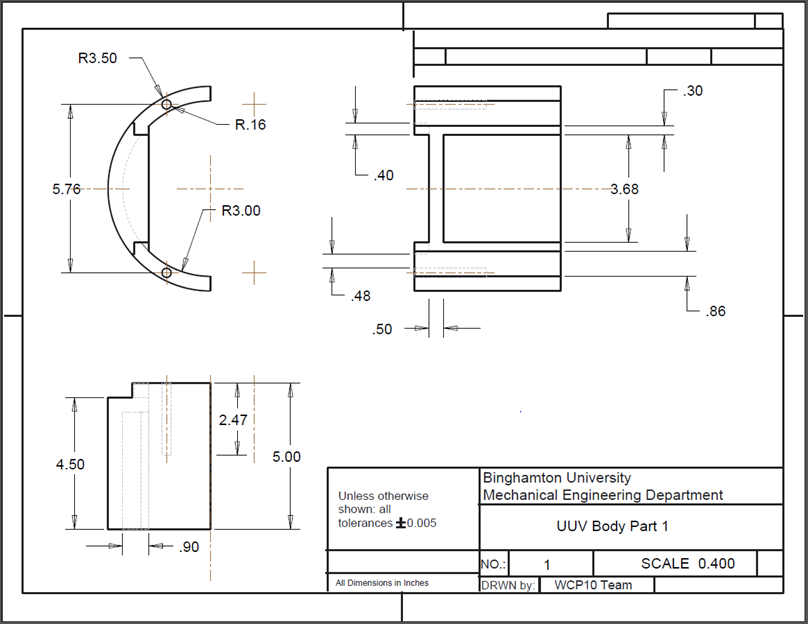 R3.50
R.16
5.76
R3.00
.30
.40
3.68
.48
.86
.50
2.47
4.50
5.00
.90
Unless otherwise
shown: all
tolerances ±0.005
All Dimensions in Inches
Binghamton University
Mechanical Engineering Department
UUV Body Part 1
NO.: 1 SCALE 0.400
DRWN by: WCP10 Team